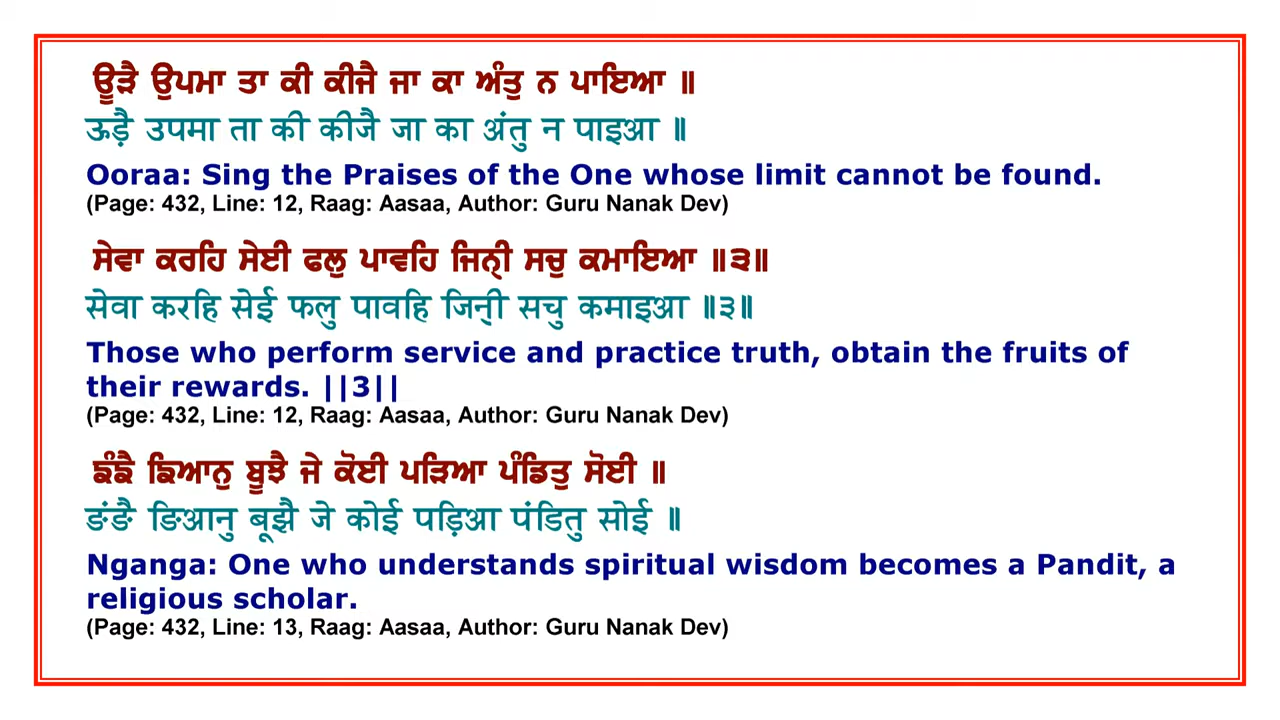 ਊੜੈ ਉਪਮਾ ਤਾ ਕੀ ਕੀਜੈ ਜਾ ਕਾ ਅੰਤੁ ਨ ਪਾਇਆ ॥
ऊड़ै उपमा ता की कीजै जा का अंतु न पाइआ ॥
Ooraa: Sing the Praises of the One whose limit cannot be found.
(Page: 432, Line: 12, Raag: Aasaa, Author: Guru Nanak Dev)
ਸੇਵਾ ਕਰਹਿ ਸੇਈ ਫਲੁ ਪਾਵਹਿ ਜਿਨੑੀ ਸਚੁ ਕਮਾਇਆ ॥੩॥
सेवा करहि सेई फलु पावहि जिन्ही सचु कमाइआ ॥३॥
Those who perform service and practice truth, obtain the fruits of
their rewards. ||3||
(Page: 432, Line: 12, Raag: Aasaa, Author: Guru Nanak Dev)
ਙੰਙੈ ਙਿਆਨੁ ਬੂਝੈ ਜੇ ਕੋਈ ਪੜਿਆ ਪੰਡਿਤੁ ਸੋਈ ॥
ङंङै ङिआनु बूझै जे कोई पड़िआ पंडितु सोई ॥
Nganga: One who understands spiritual wisdom becomes a Pandit, a
religious scholar.
(Page: 432, Line: 13, Raag: Aasaa, Author: Guru Nanak Dev)